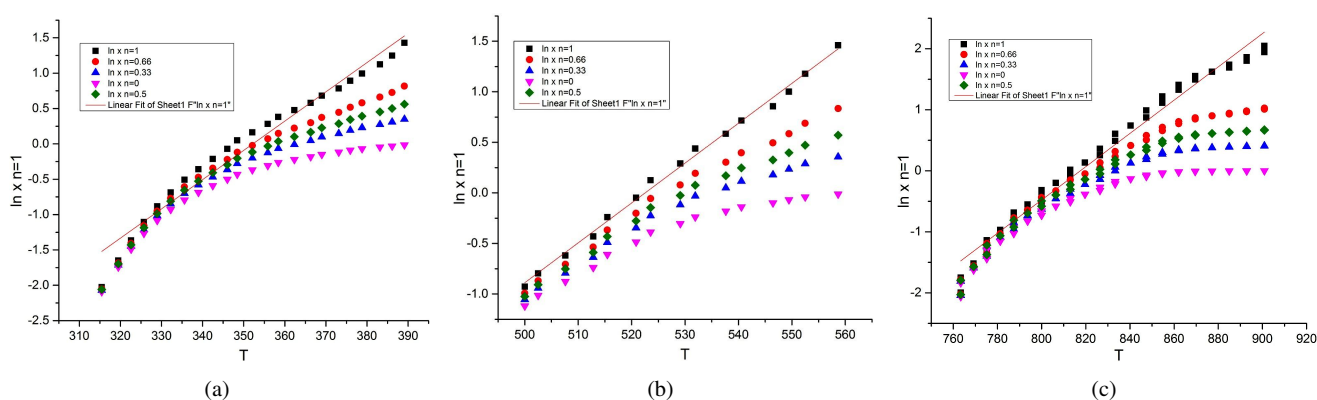 ln x n=1
ln x n=0.66
ln x n=0.33
ln x n=0
ln x n=0.5
Linear Fit of Sheet1 F"ln x n=1"
1.5
1.0
0.5
0.0
-0.5
-1.0
-1.5
-2.0
-2.5
ln x n=1
310 320 330 340 350 360 370 380 390
T
(a)
ln x n=1
ln x n=0.66
ln x n=0.33
ln x n=0
ln x n=0.5
Linear Fit of Sheet1 F"ln x n=1"
1.5
1.0
0.5
0.0
-0.5
-1.0
ln x n=1
500 510 520 530 540 550 560
T
(b)
ln x n=1
ln x n=0.66
ln x n=0.33
ln x n=0
ln x n=0.5
Linear Fit of Sheet1 F"ln x n=1"
2
1
0
-1
-2
ln x n=1
760 780 800 820 840 860 880 900 920
T
(c)